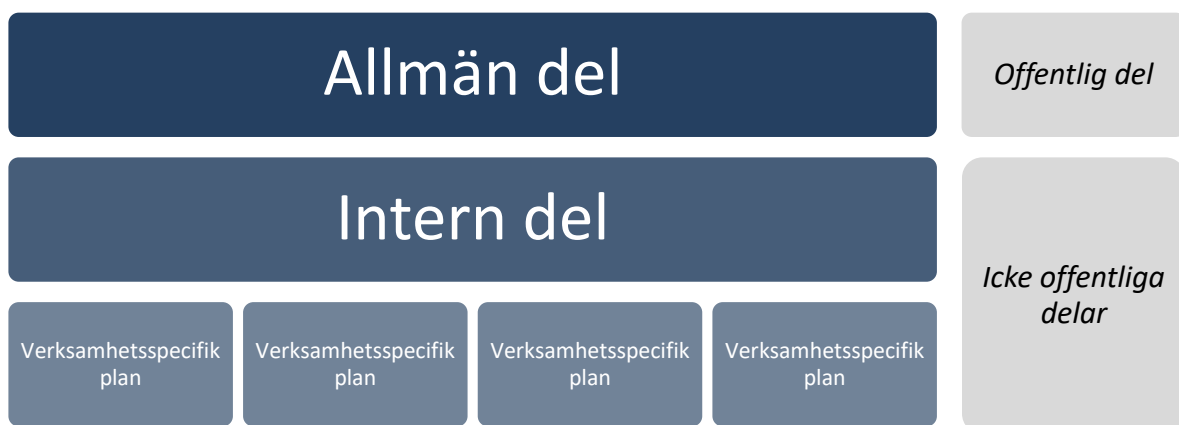 Allmän del
Offentlig del
Intern del
Icke offentliga
delar
Verksamhetsspecifik
plan
Verksamhetsspecifik
plan
Verksamhetsspecifik
plan
Verksamhetsspecifik
plan